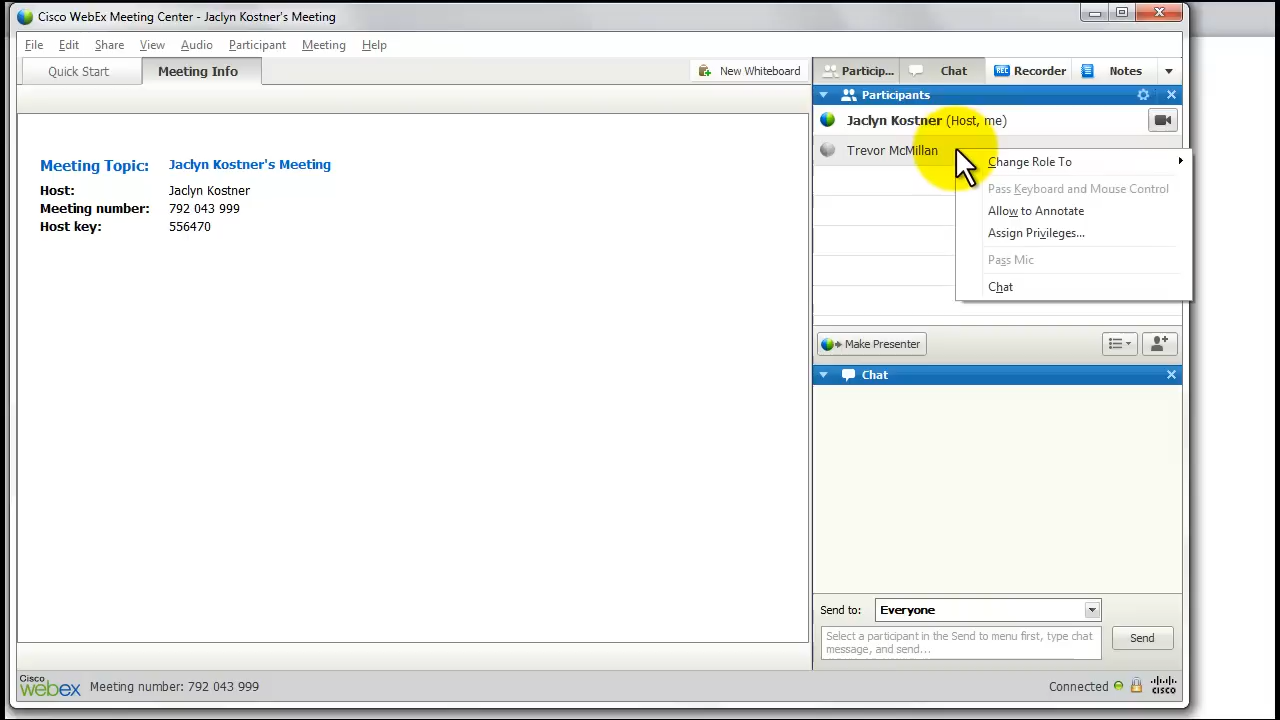 Cisco WebEx Meeting Center - Jaclyn Kostner's Meeting
File Edit Share View Audio Participant Meeting Help
Quick Start Meeting Info New Whiteboard Particip... Chat REC Recorder Notes
Participants
Jaclyn Kostner (Host, me)
Trevor McMillan
Change Role To
Pass Keyboard and Mouse Control
Allow to Annotate
Assign Privileges...
Pass Mic
Chat
Meeting Topic: Jaclyn Kostner's Meeting
Host: Jaclyn Kostner
Meeting number: 792 043 999
Host key: 556470
Make Presenter
Chat
Send to: Everyone
Select a participant in the Send to menu first, type chat
message, and send...
Send
Cisco
webex Meeting number: 792 043 999 Connected
CISCO